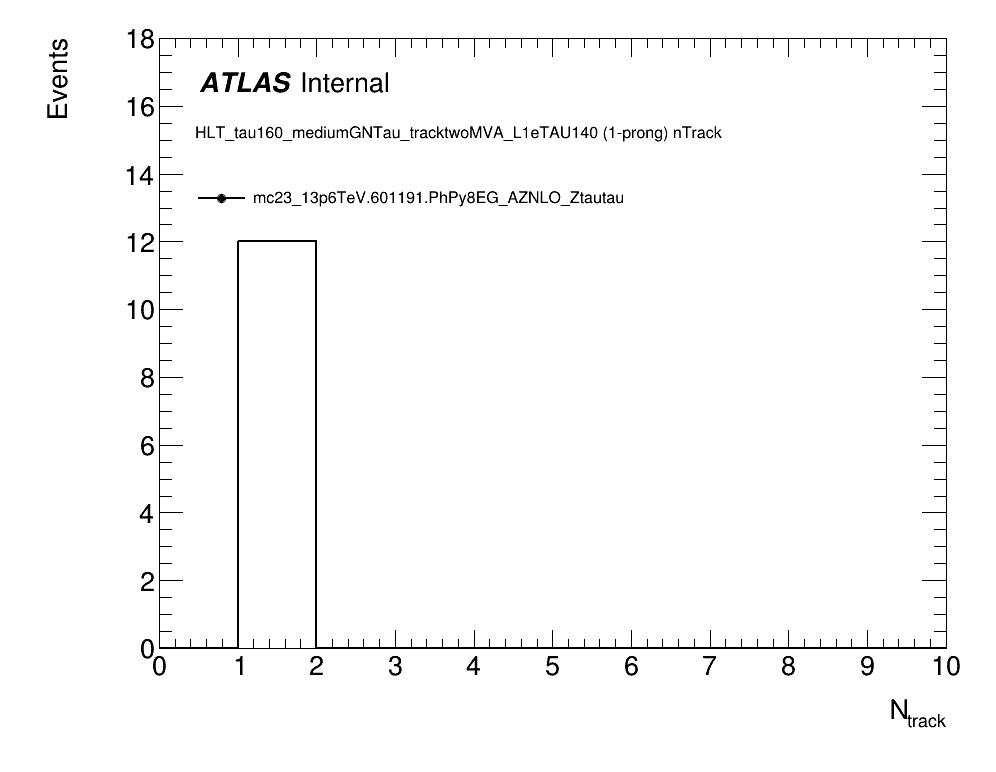 Events
18
16
14
12
10
8
6
4
2
0
ATLAS Internal
HLT_tau160_mediumGNTau_tracktwoMVA_L1eTAU140 (1-prong) nTrack
mc23_13p6TeV.601191.PhPy8EG_AZNLO_Ztautau
0 1 2 3 4 5 6 7 8 9 10
Ntrack